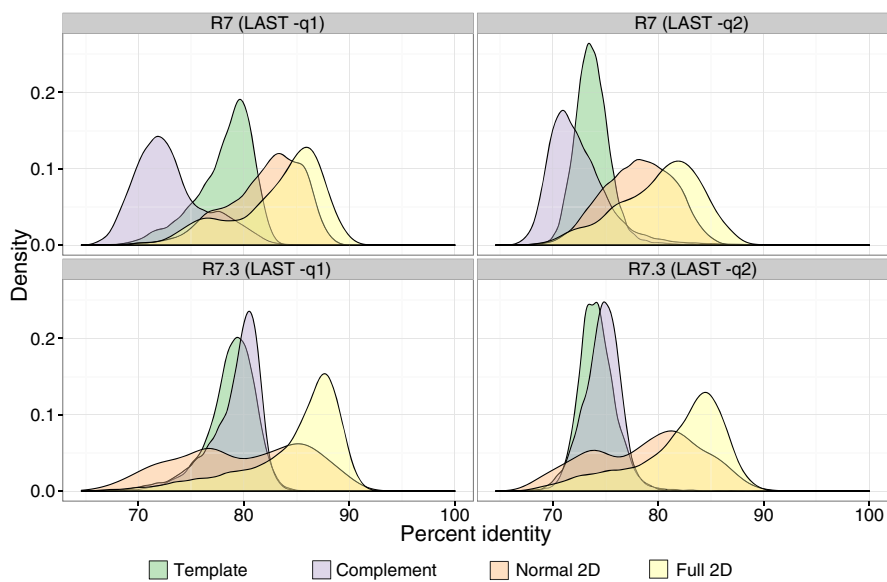 R7 (LAST -q1)
R7 (LAST -q2)
0.2
0.1
0.0
Density
R7.3 (LAST -q1)
R7.3 (LAST -q2)
0.2
0.1
0.0
70 80 90 100 70 80 90 100
Percent identity
Template Complement Normal 2D Full 2D